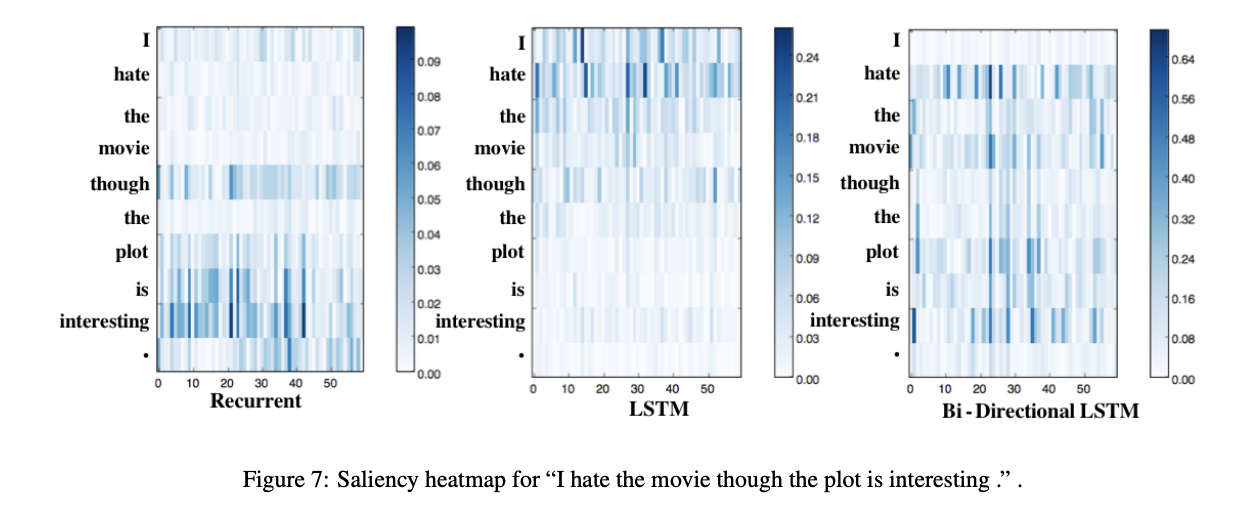 I
hate
the
movie
though
the
plot
is
interesting
.
0.09
0.08
0.07
0.06
0.05
0.04
0.03
0.02
0.01
0.00
0 10 20 30 40 50
Recurrent
I
hate
the
movie
though
the
plot
is
interesting
.
0.24
0.21
0.18
0.15
0.12
0.09
0.06
0.03
0.00
0 10 20 30 40 50
LSTM
I
hate
the
movie
though
the
plot
is
interesting
.
0.64
0.56
0.48
0.40
0.32
0.24
0.16
0.08
0.00
0 10 20 30 40 50
Bi - Directional LSTM
Figure 7: Saliency heatmap for “I hate the movie though the plot is interesting .” .